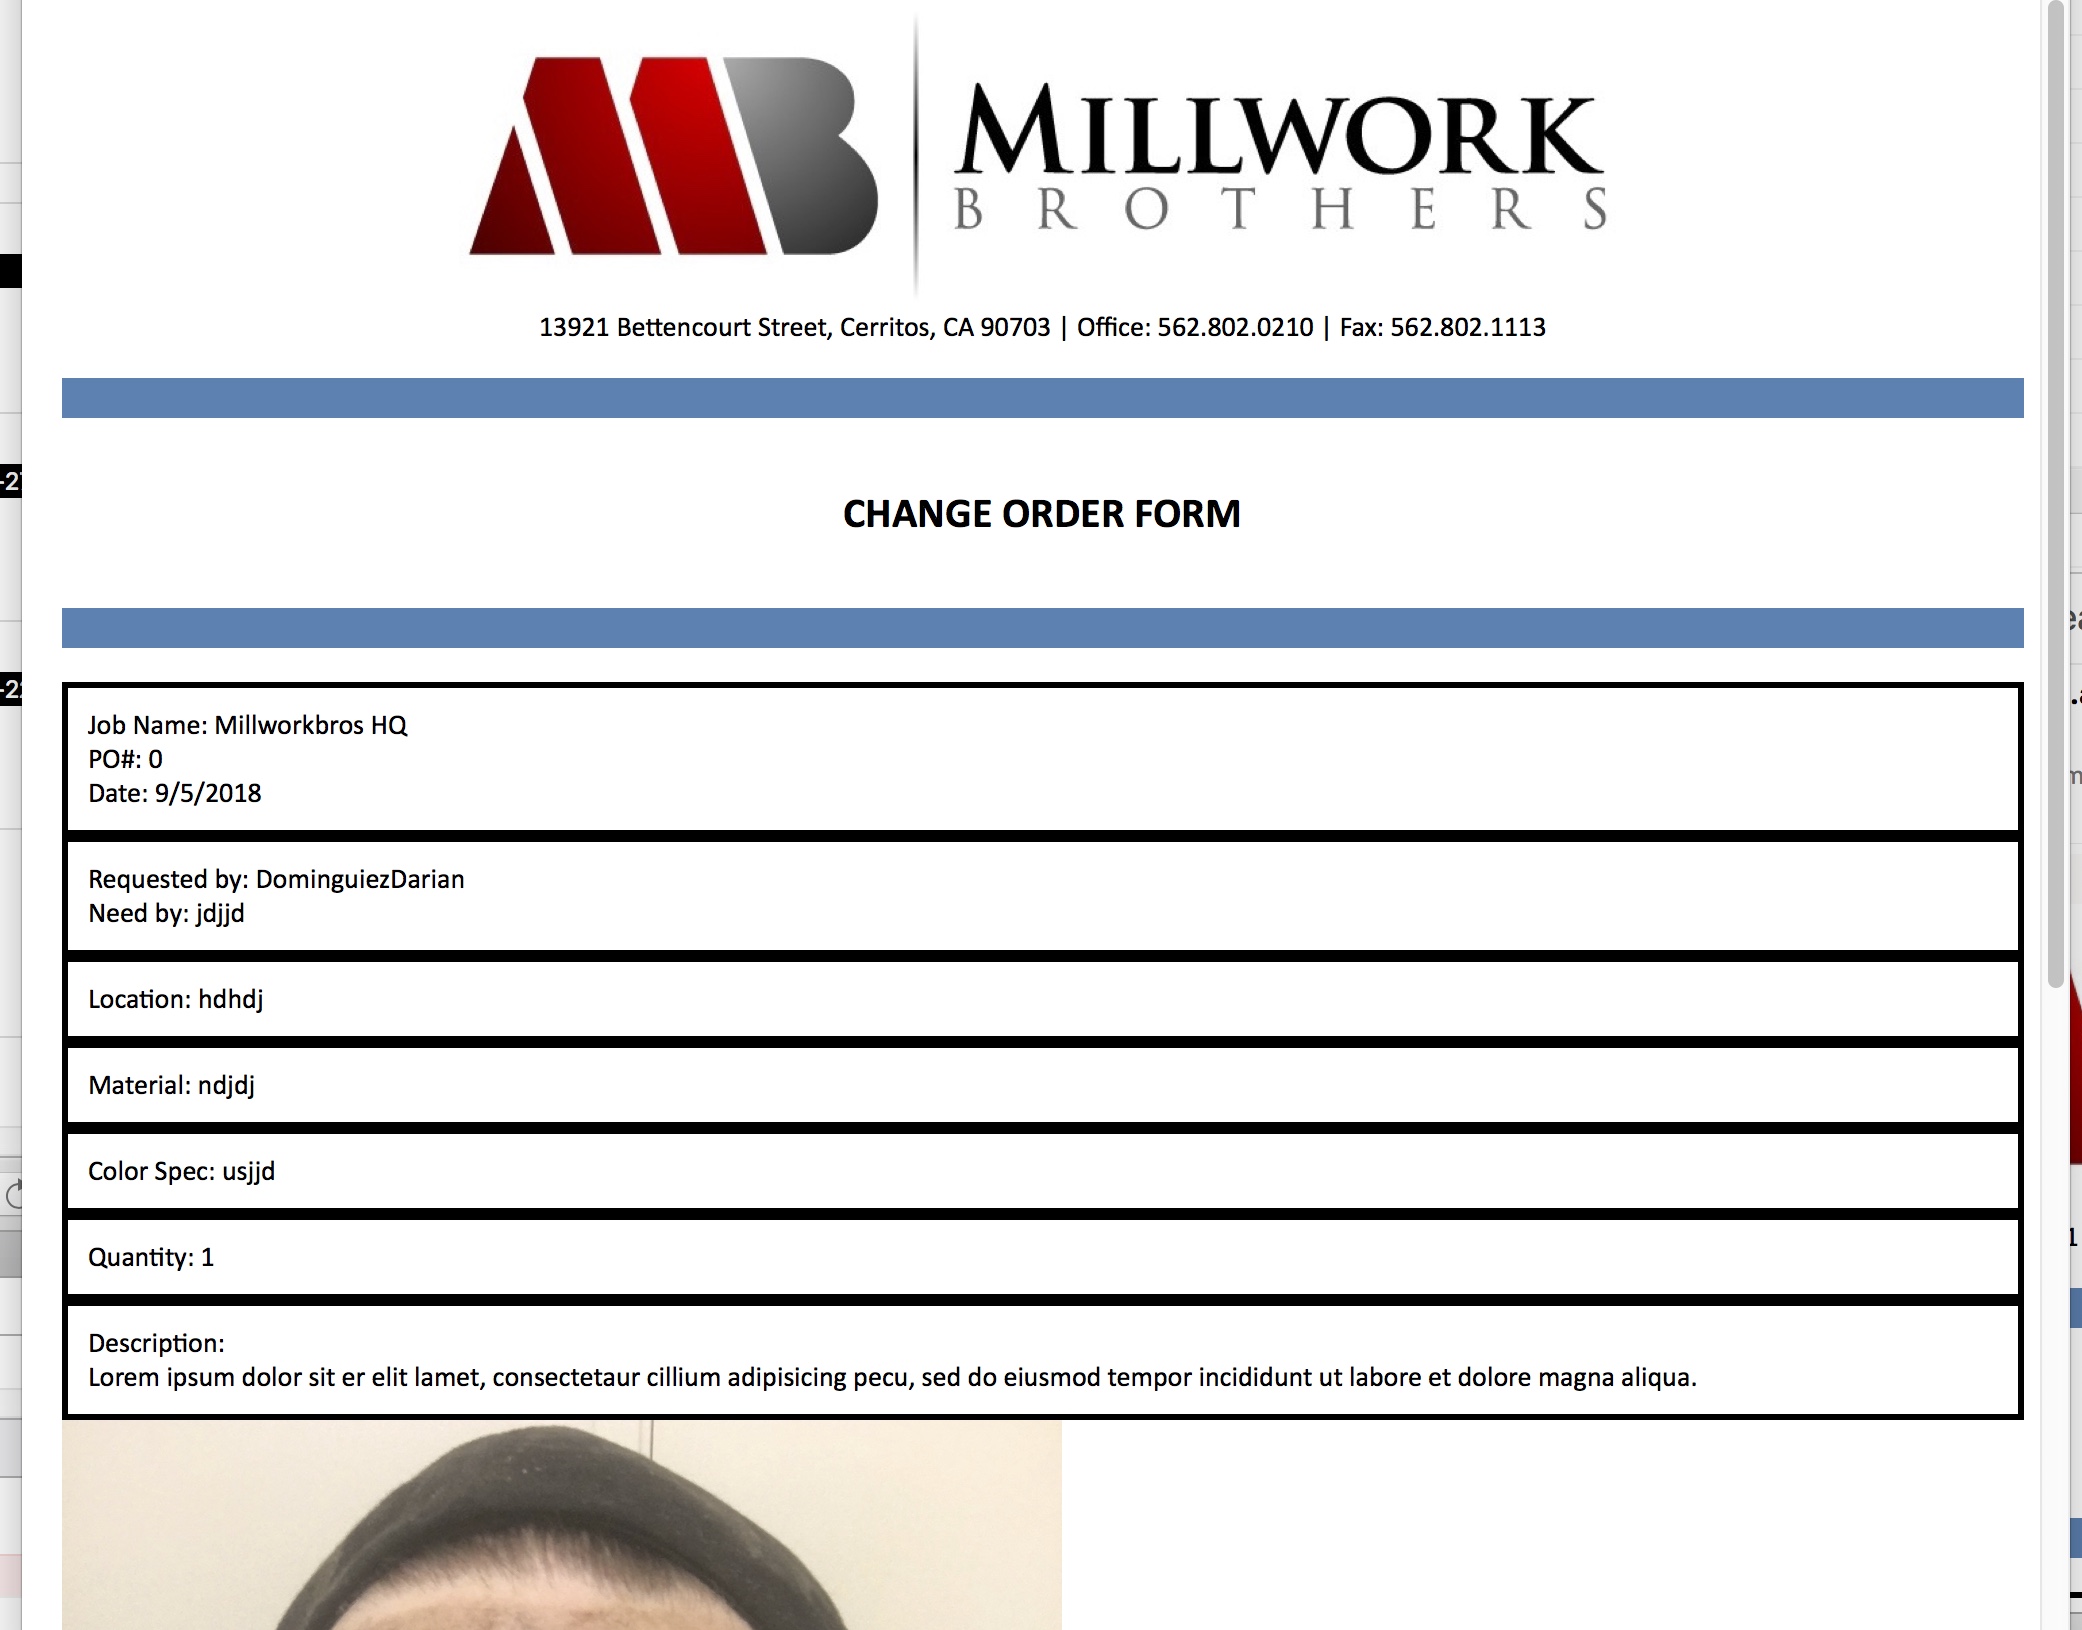 MILLWORK
BROTHERS
13921 Bettencourt Street, Cerritos, CA 90703 | Office: 562.802.0210 | Fax: 562.802.1113
CHANGE ORDER FORM
Job Name: Millworkbros HQ
PO#: 0
Date: 9/5/2018
Requested by: DominguiezDarian
Need by: jdjjd
Location: hdhdj
Material: ndjdj
Color Spec: usjjd
Quantity: 1
Description:
Lorem ipsum dolor sit er elit lamet, consectetaur cillium adipisicing pecu, sed do eiusmod tempor incididunt ut labore et dolore magna aliqua.